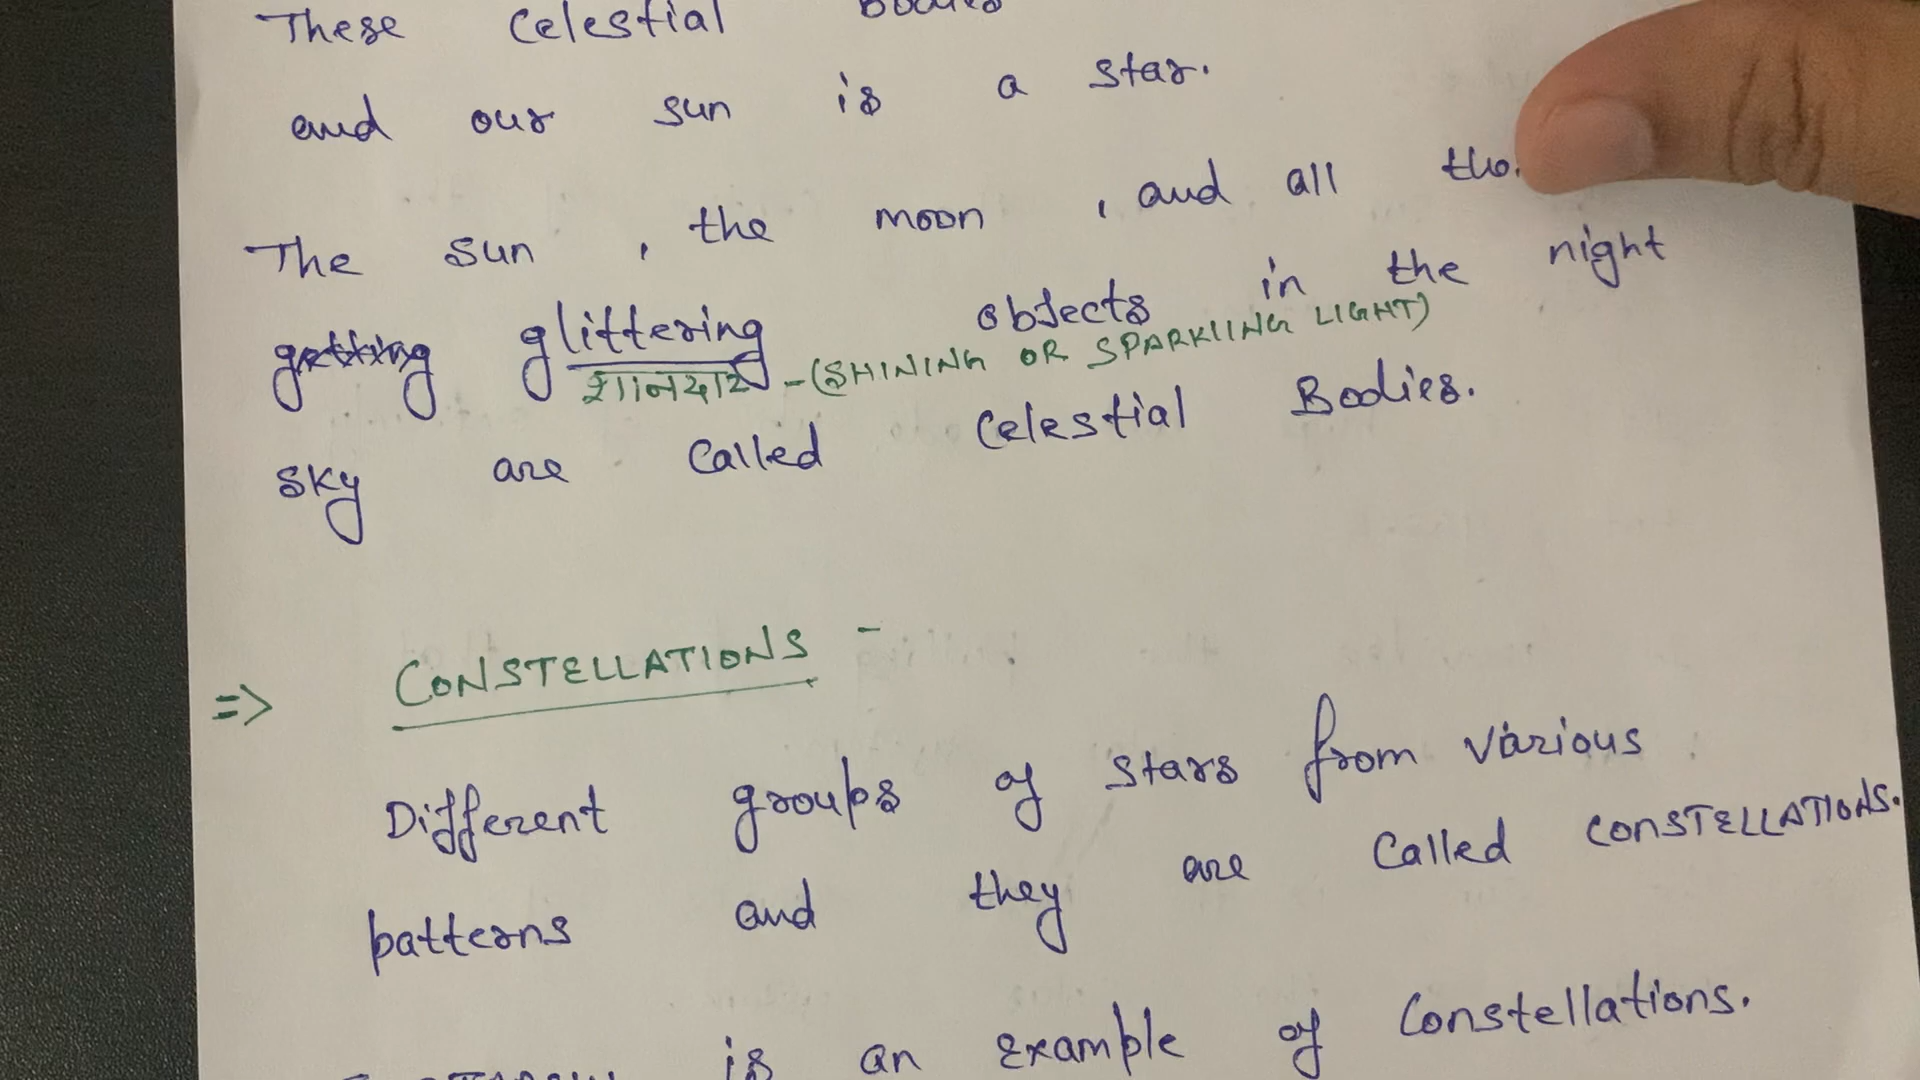 These Celestial Bodies
and our sun is a star.
The sun , the moon , and all
glittering objects in the night
शानदार -(SHINING OR SPARKLING LIGHT)
sky are Called Celestial Bodies.
=> CONSTELLATIONS -
Different groups of stars from various
patterns and they are Called CONSTELLATIONS.
is an Example of Constellations.